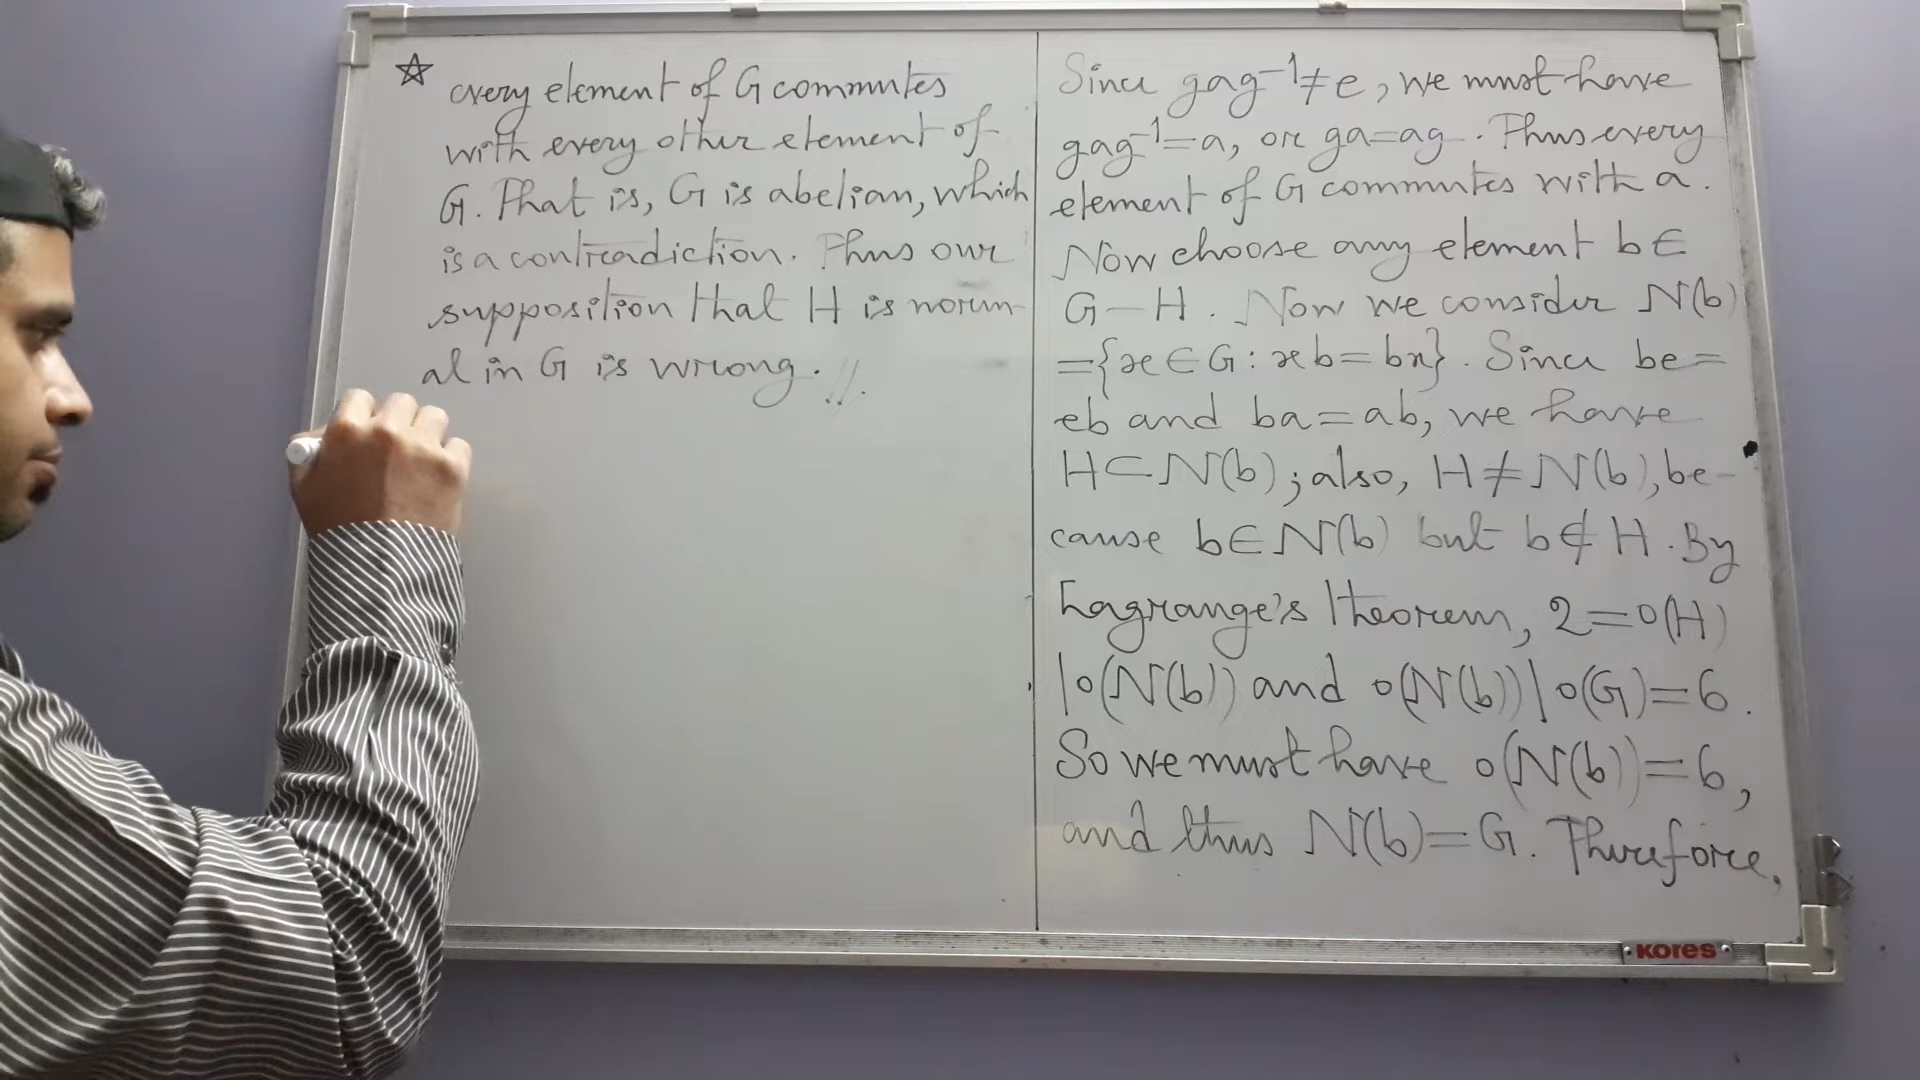 ☆ every element of G commutes
with every other element of
G. That is, G is abelian, which
is a contradiction. Thus our
supposition that H is norm-
al in G is wrong. //.
Since gag⁻¹≠e, we must have
gag⁻¹=a, or ga=ag. Thus every
element of G commutes with a.
Now choose any element b∈
G-H. Now we consider N(b)
={x∈G: xb=bx}. Since be=
eb and ba=ab, we have
H⊂N(b); also, H≠N(b), be-
cause b∈N(b) but b∉H. By
Lagrange's theorem, 2=o(H)
|o(N(b)) and o(N(b))|o(G)=6.
So we must have o(N(b))=6,
and thus N(b)=G. Therefore,
KORES